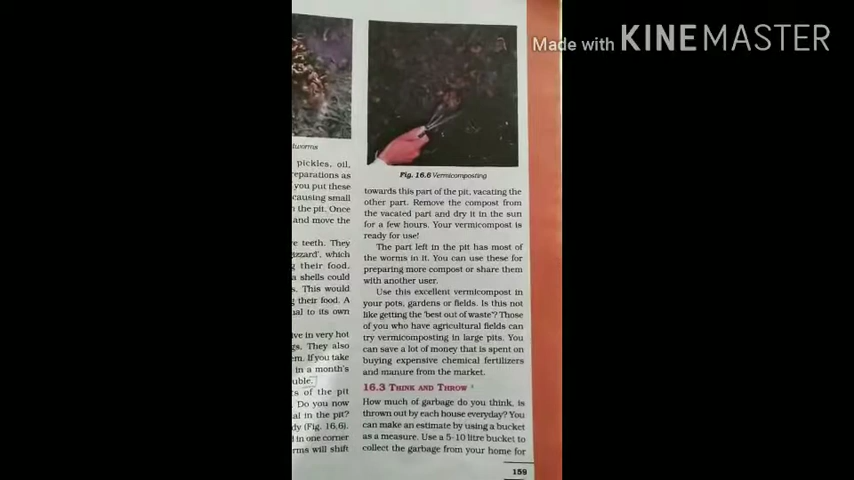 Made with KINEMASTER
worms
pickles, oil,
reparations as
you put these
causing small
the pit. Once
and move the
e teeth. They
izzard', which
their food.
a shells could
s. This would
their food. A
al to its own
ve in very hot
gs. They also
em. If you take
in a month's
uble.
s of the pit
Do you now
al in the pit?
dy (Fig. 16.6).
in one corner
rms will shift
Fig. 16.6 Vermicomposting
towards this part of the pit, vacating the
other part. Remove the compost from
the vacated part and dry it in the sun
for a few hours. Your vermicompost is
ready for use!
The part left in the pit has most of
the worms in it. You can use these for
preparing more compost or share them
with another user.
Use this excellent vermicompost in
your pots, gardens or fields. Is this not
like getting the 'best out of waste'? Those
of you who have agricultural fields can
try vermicomposting in large pits. You
can save a lot of money that is spent on
buying expensive chemical fertilizers
and manure from the market.
16.3 THINK AND THROW
How much of garbage do you think, is
thrown out by each house everyday? You
can make an estimate by using a bucket
as a measure. Use a 5-10 litre bucket to
collect the garbage from your home for
159